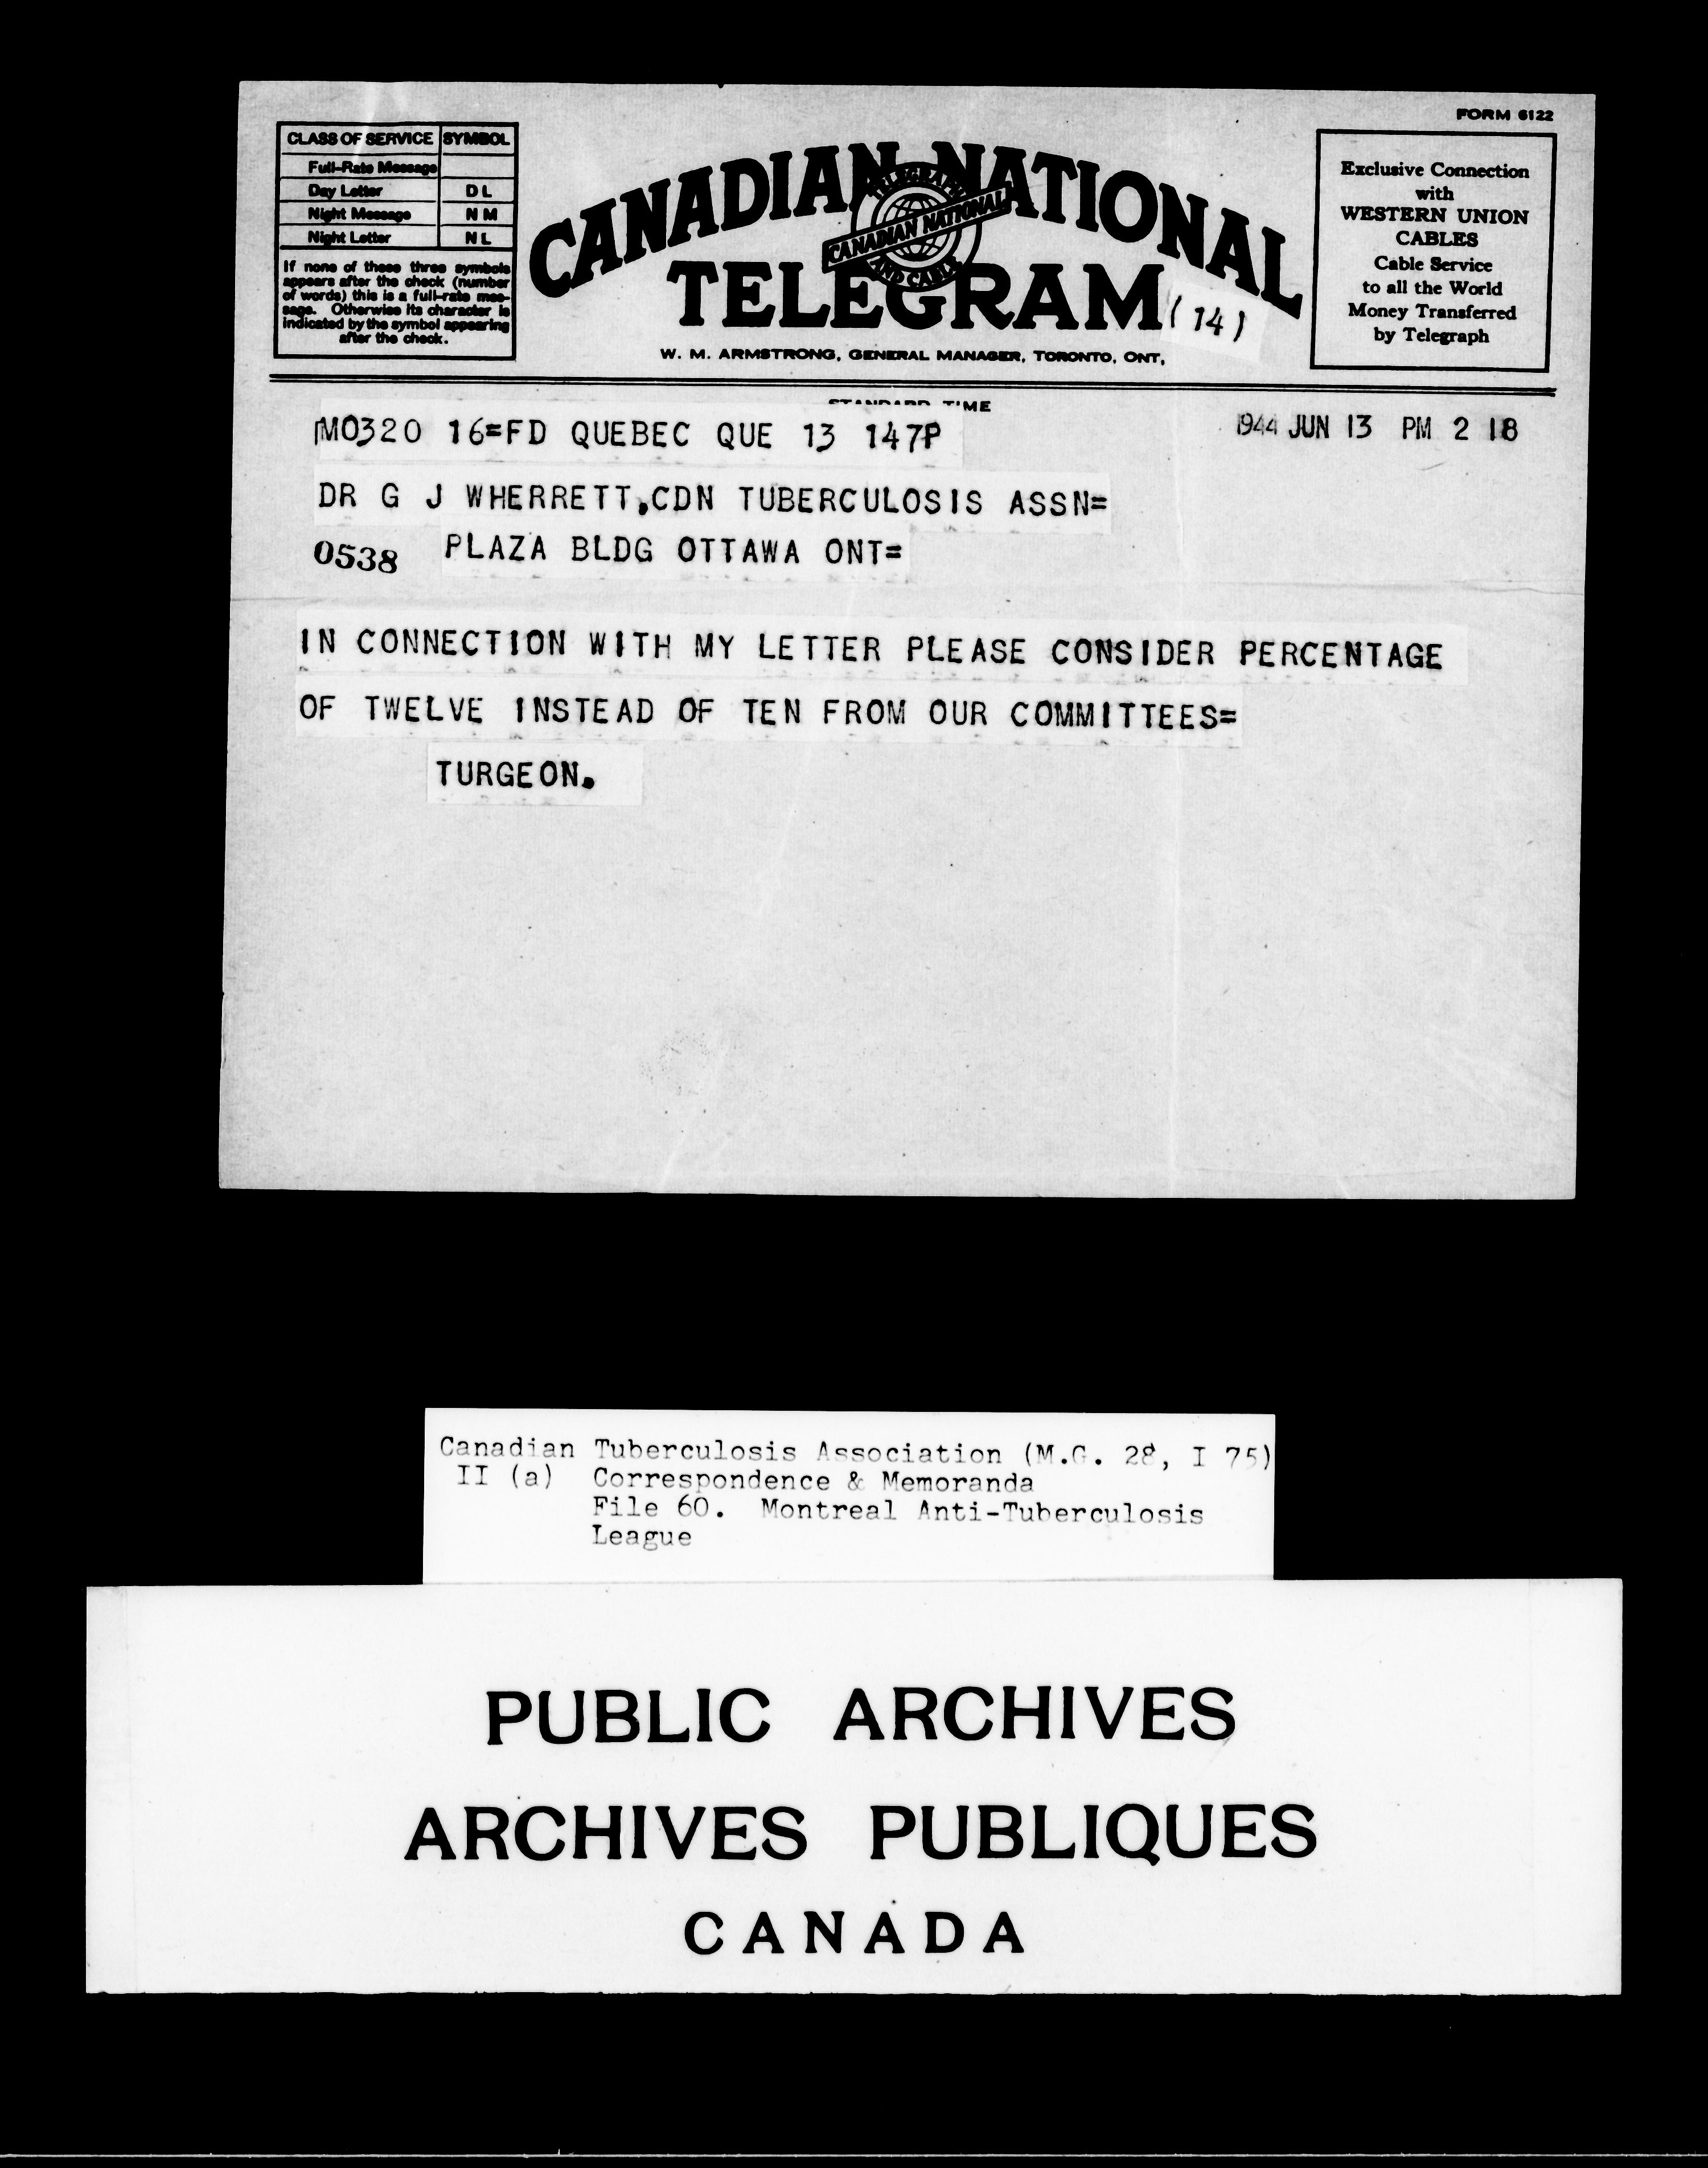 FORM 6122
CLASS OF SERVICE SYMBOL
Full-Rate Message
Day Letter D L
Night Message N M
Night Letter N L
If none of these three symbols
appears after the check (number
of words) this is a full-rate mes-
sage. Otherwise its character is
indicated by the symbol appearing
after the check.
CANADIAN NATIONAL
TELEGRAPH
CANADIAN NATIONAL
AND CABLE
TELEGRAM
(14)
W. M. ARMSTRONG, GENERAL MANAGER, TORONTO, ONT.
Exclusive Connection
with
WESTERN UNION
CABLES
Cable Service
to all the World
Money Transferred
by Telegraph
STANDARD TIME
MO320 16=FD QUEBEC QUE 13 147P
1944 JUN 13 PM 2 18
DR G J WHERRETT,CDN TUBERCULOSIS ASSN=
0538 PLAZA BLDG OTTAWA ONT=
IN CONNECTION WITH MY LETTER PLEASE CONSIDER PERCENTAGE
OF TWELVE INSTEAD OF TEN FROM OUR COMMITTEES=
TURGEON.
Canadian Tuberculosis Association (M.G. 28, I 75)
II (a) Correspondence & Memoranda
File 60. Montreal Anti-Tuberculosis
League
PUBLIC ARCHIVES
ARCHIVES PUBLIQUES
CANADA